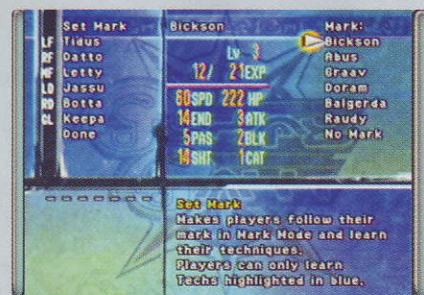 Set Mark
LF Tidus
RF Datto
MF Letty
LD Jassu
RD Botta
GL Keepa
Done
Bickson
Lv 3
12/ 21EXP
60SPD 222HP
14END 3ATK
5PAS 2BLK
14SHT 1CAT
Mark:
Bickson
Abus
Graav
Doram
Balgerda
Raudy
No Mark
Set Mark
Makes players follow their
mark in Mark Mode and learn
their techniques.
Players can only learn
Techs highlighted in blue.